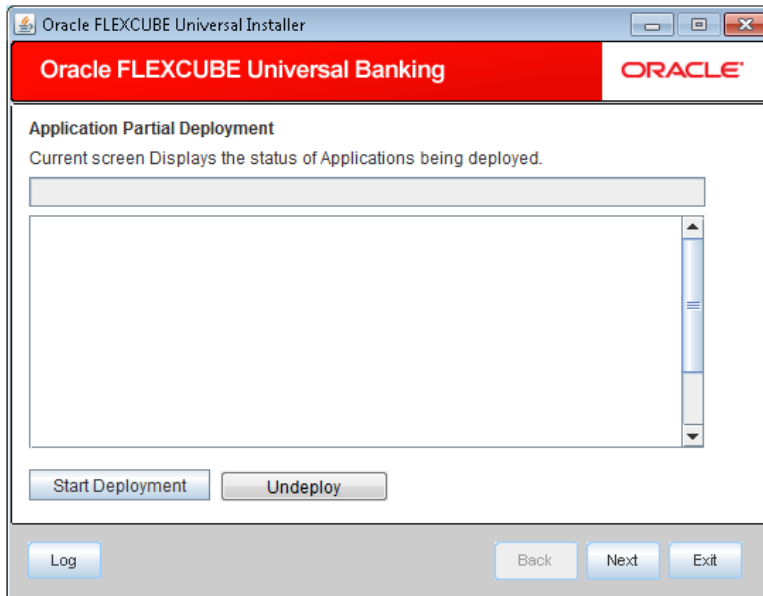 Oracle FLEXCUBE Universal Installer
Oracle FLEXCUBE Universal Banking
ORACLE®
Application Partial Deployment
Current screen Displays the status of Applications being deployed.
Start Deployment Undeploy
Log Back Next Exit